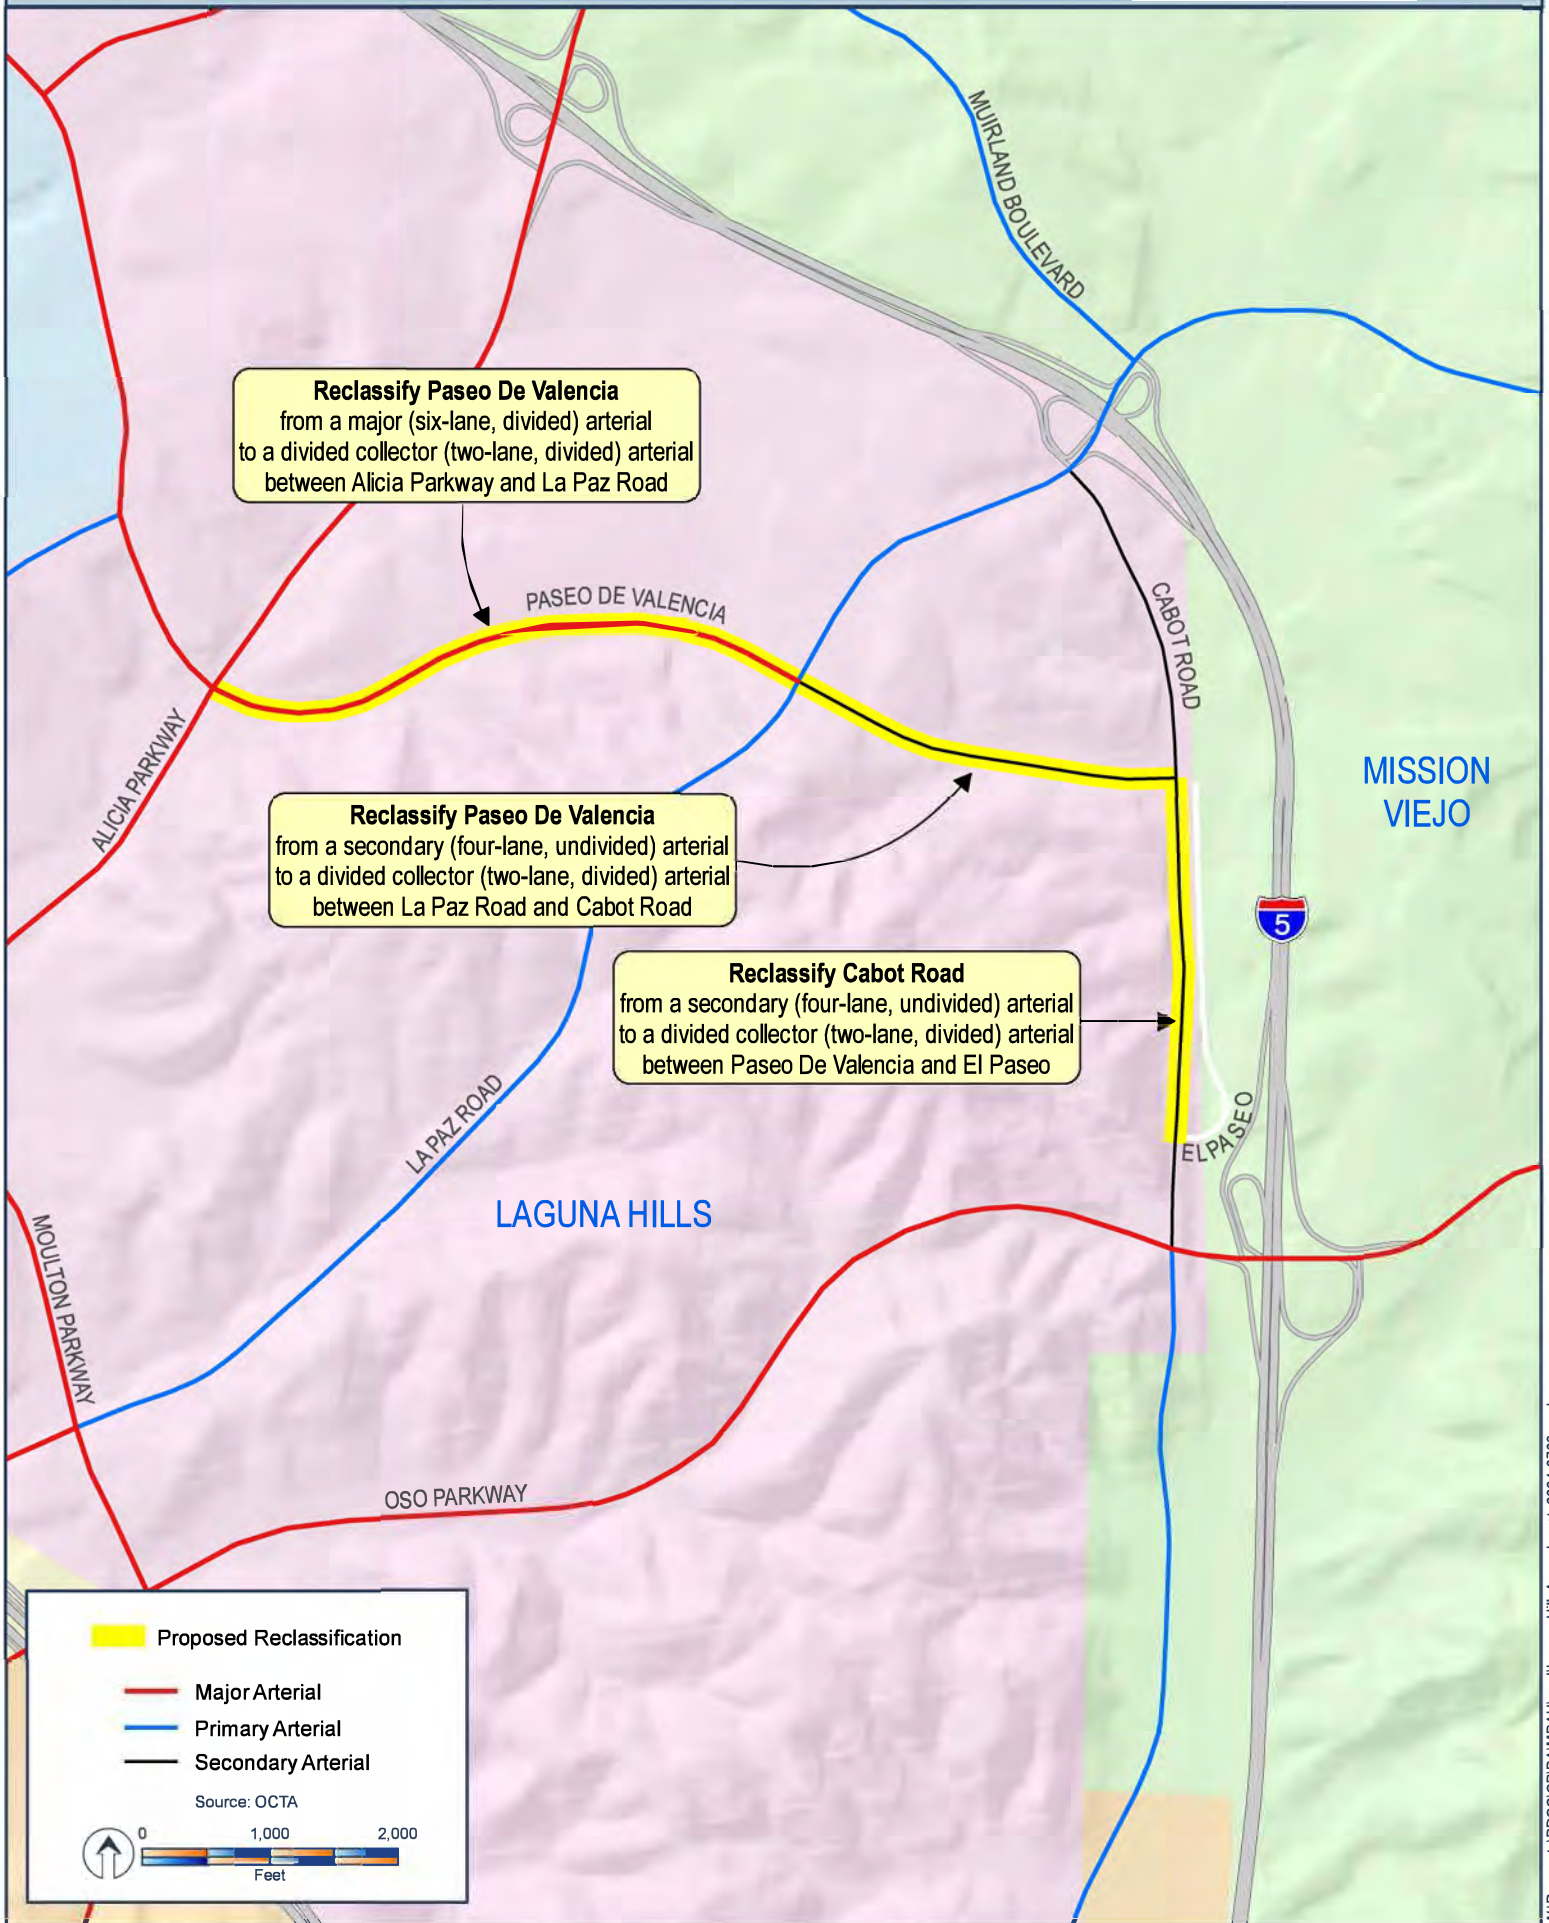 MUIRLAND BOULEVARD
Reclassify Paseo De Valencia
from a major (six-lane, divided) arterial
to a divided collector (two-lane, divided) arterial
between Alicia Parkway and La Paz Road
PASEO DE VALENCIA
CABOT ROAD
ALICIA PARKWAY
MISSION
VIEJO
Reclassify Paseo De Valencia
from a secondary (four-lane, undivided) arterial
to a divided collector (two-lane, divided) arterial
between La Paz Road and Cabot Road
5
Reclassify Cabot Road
from a secondary (four-lane, undivided) arterial
to a divided collector (two-lane, divided) arterial
between Paseo De Valencia and El Paseo
LA PAZ ROAD
EL PASEO
LAGUNA HILLS
MOULTON PARKWAY
OSO PARKWAY
Proposed Reclassification
Major Arterial
Primary Arterial
Secondary Arterial
Source: OCTA
0 1,000 2,000
Feet